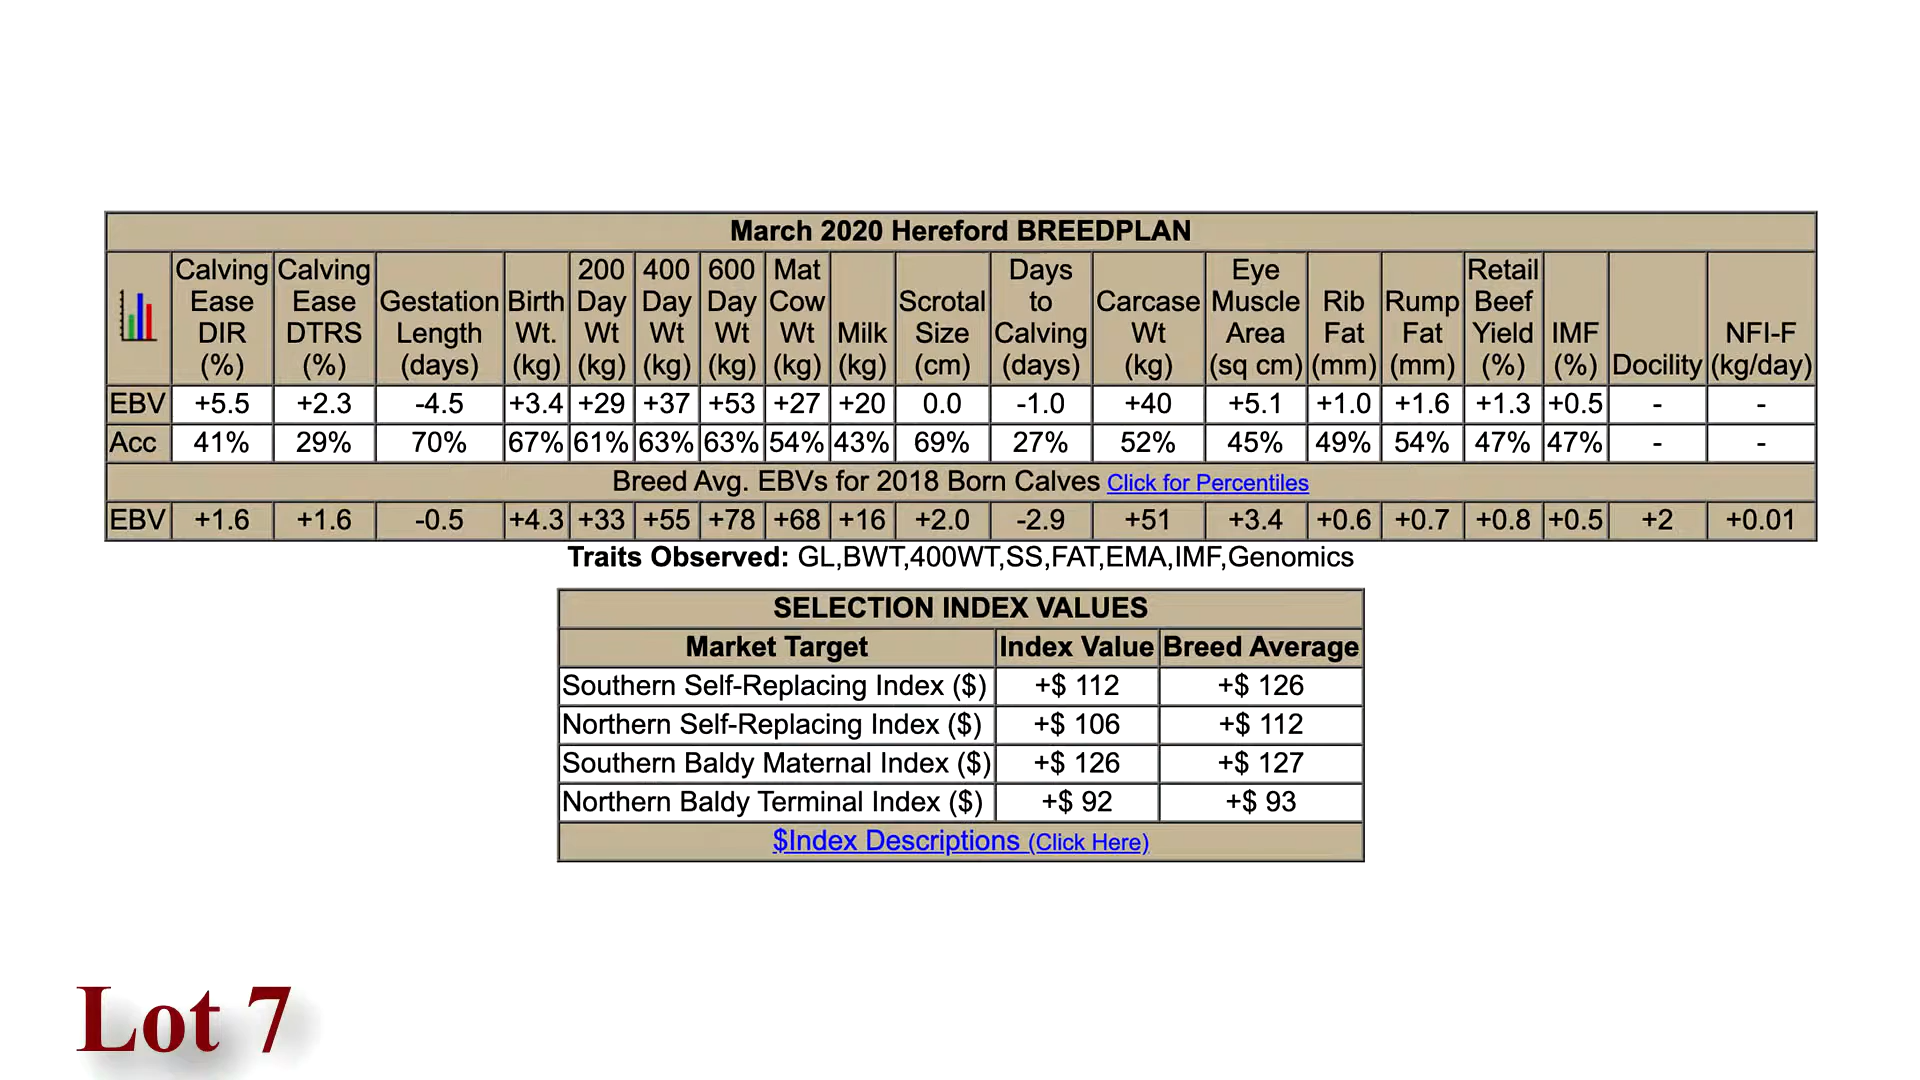 March 2020 Hereford BREEDPLAN
Calving Ease DIR (%) Calving Ease DTRS (%) Gestation Length (days) Birth Wt. (kg) 200 Day Wt (kg) 400 Day Wt (kg) 600 Day Wt (kg) Mat Cow Wt (kg) Milk (kg) Scrotal Size (cm) Days to Calving (days) Carcase Wt (kg) Eye Muscle Area (sq cm) Rib Fat (mm) Rump Fat (mm) Retail Beef Yield (%) IMF (%) Docility NFI-F (kg/day)
EBV +5.5 +2.3 -4.5 +3.4 +29 +37 +53 +27 +20 0.0 -1.0 +40 +5.1 +1.0 +1.6 +1.3 +0.5 - -
Acc 41% 29% 70% 67% 61% 63% 63% 54% 43% 69% 27% 52% 45% 49% 54% 47% 47% - -
Breed Avg. EBVs for 2018 Born Calves Click for Percentiles
EBV +1.6 +1.6 -0.5 +4.3 +33 +55 +78 +68 +16 +2.0 -2.9 +51 +3.4 +0.6 +0.7 +0.8 +0.5 +2 +0.01
Traits Observed: GL,BWT,400WT,SS,FAT,EMA,IMF,Genomics
SELECTION INDEX VALUES
Market Target Index Value Breed Average
Southern Self-Replacing Index ($) +$ 112 +$ 126
Northern Self-Replacing Index ($) +$ 106 +$ 112
Southern Baldy Maternal Index ($) +$ 126 +$ 127
Northern Baldy Terminal Index ($) +$ 92 +$ 93
$Index Descriptions (Click Here)
Lot 7